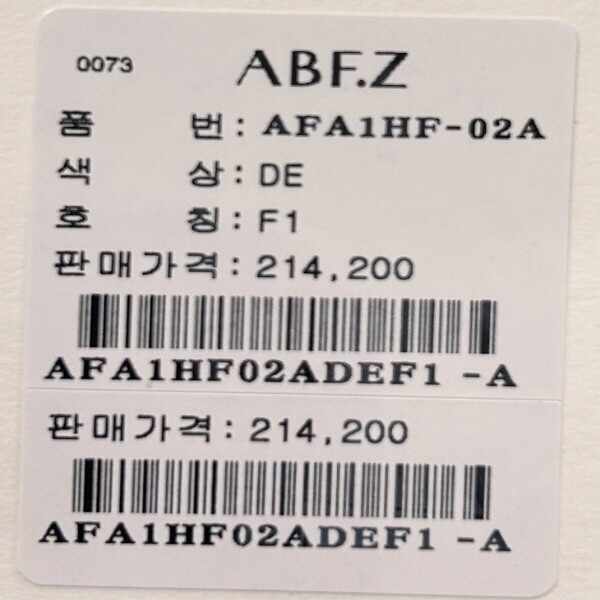 0073 ABF.Z
품 번 : AFA1HF-02A
색 상 : DE
호 칭 : F1
판매가격 : 214,200
AFA1HF02ADEF1 -A
판매가격 : 214,200
AFA1HF02ADEF1 -A